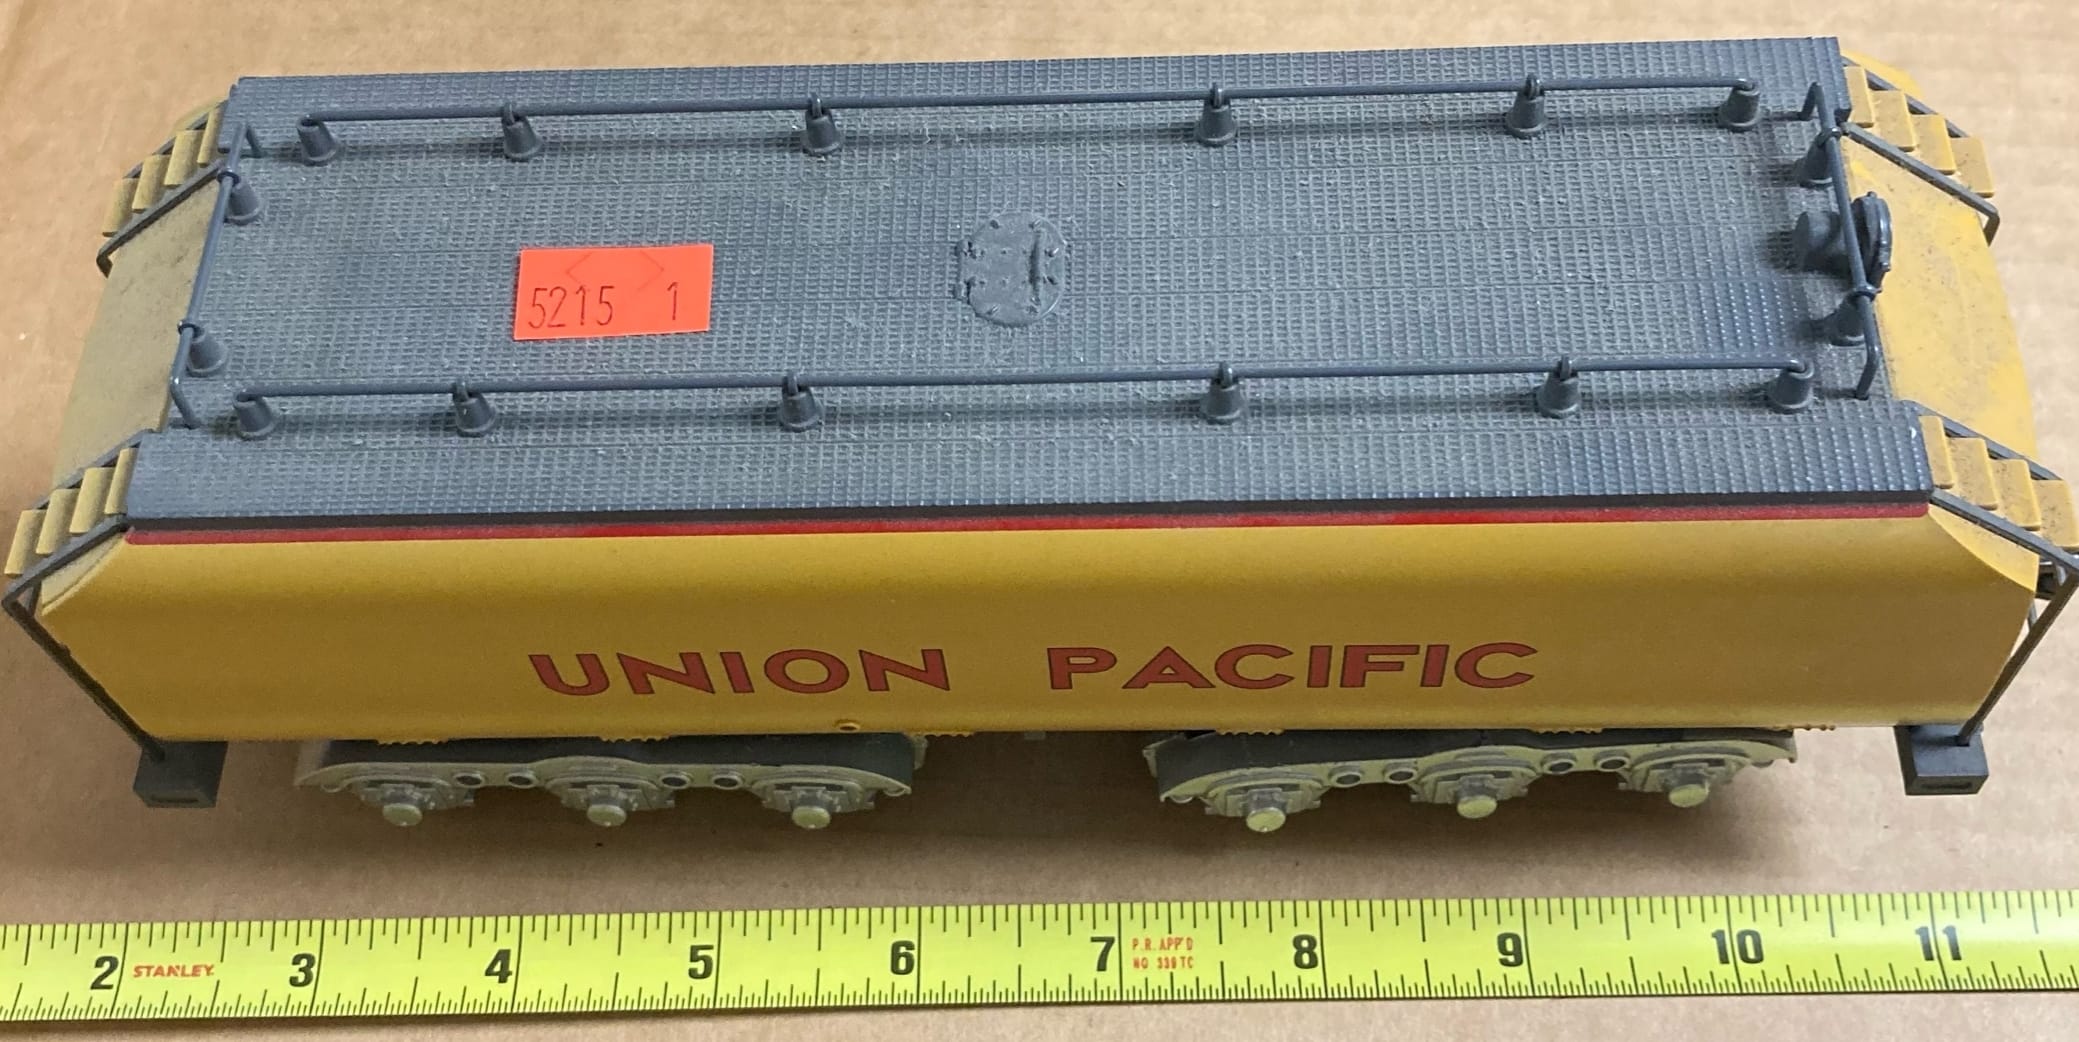 5215 1
UNION PACIFIC
2 STANLEY 3 4 5 6 7 P.R. APP'D 8 9 10 11
NO 339 TC